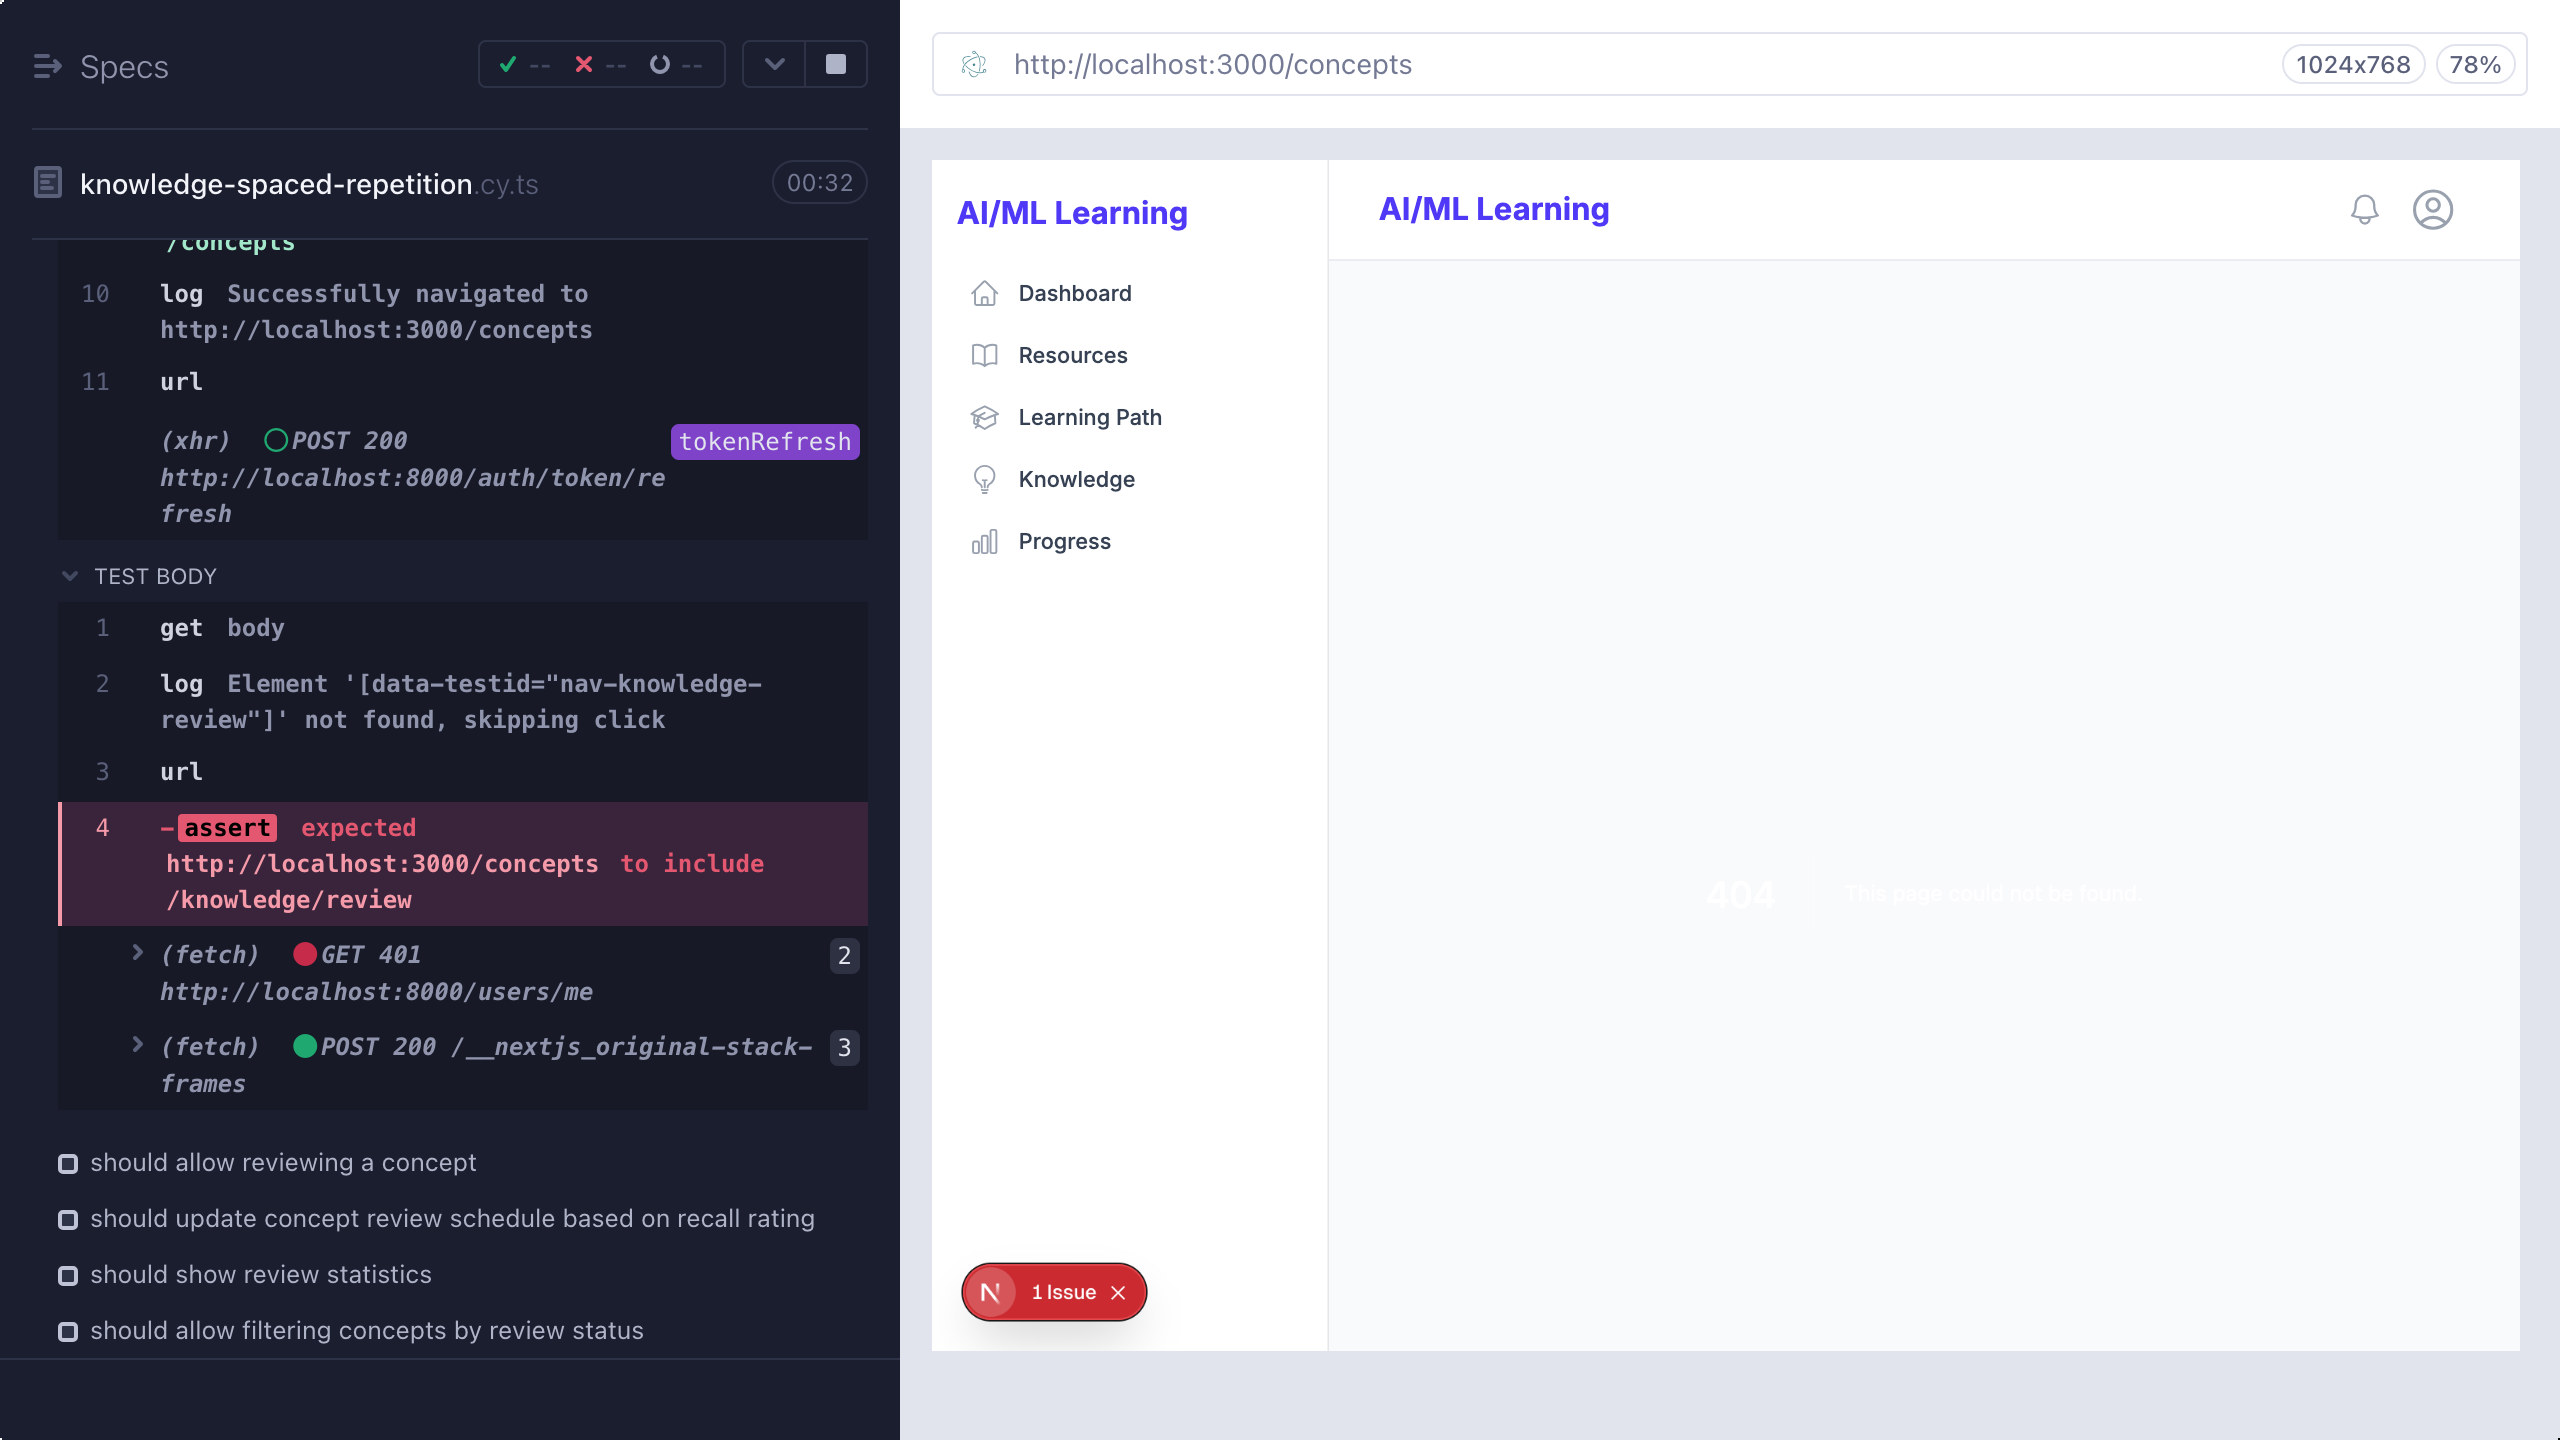 Specs
-- -- --
knowledge-spaced-repetition.cy.ts 00:32
/concepts
10 log Successfully navigated to
http://localhost:3000/concepts
11 url
(xhr) POST 200 tokenRefresh
http://localhost:8000/auth/token/re
fresh
TEST BODY
1 get body
2 log Element '[data-testid="nav-knowledge-
review"]' not found, skipping click
3 url
4 -assert expected
http://localhost:3000/concepts to include
/knowledge/review
(fetch) GET 401 2
http://localhost:8000/users/me
(fetch) POST 200 /__nextjs_original-stack- 3
frames
should allow reviewing a concept
should update concept review schedule based on recall rating
should show review statistics
should allow filtering concepts by review status
http://localhost:3000/concepts 1024x768 78%
AI/ML Learning
Dashboard
Resources
Learning Path
Knowledge
Progress
N 1 Issue
AI/ML Learning
404 This page could not be found.